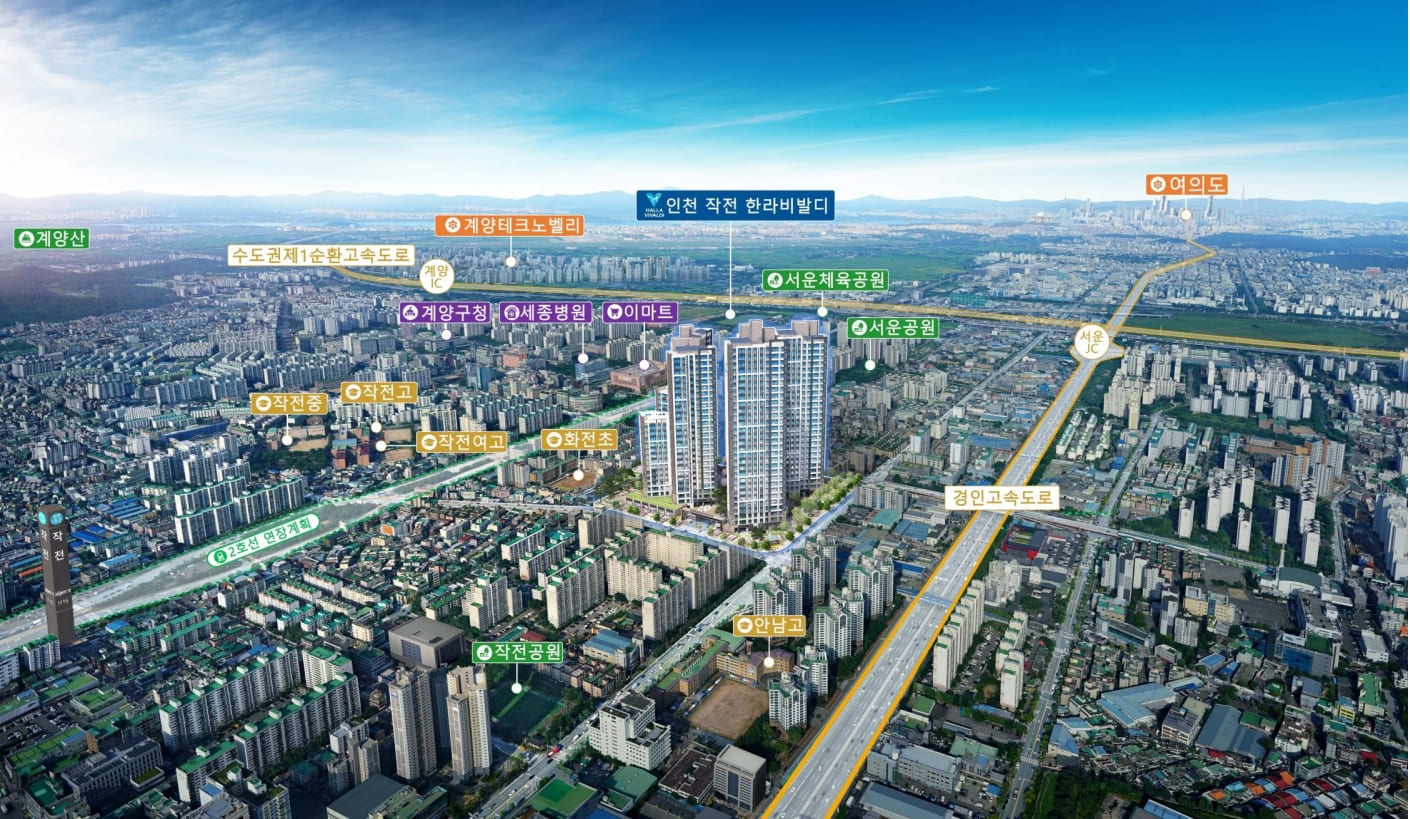 여의도
HALLA
VIVALDI
인천 작전 한라비발디
계양테크노벨리
계양산
수도권제1순환고속도로
계양
IC
서운체육공원
계양구청
세종병원
이마트
서운공원
서운
JC
작전고
작전중
작전여고
화전초
경인고속도로
작전
작전
2호선 연장계획
안남고
작전공원